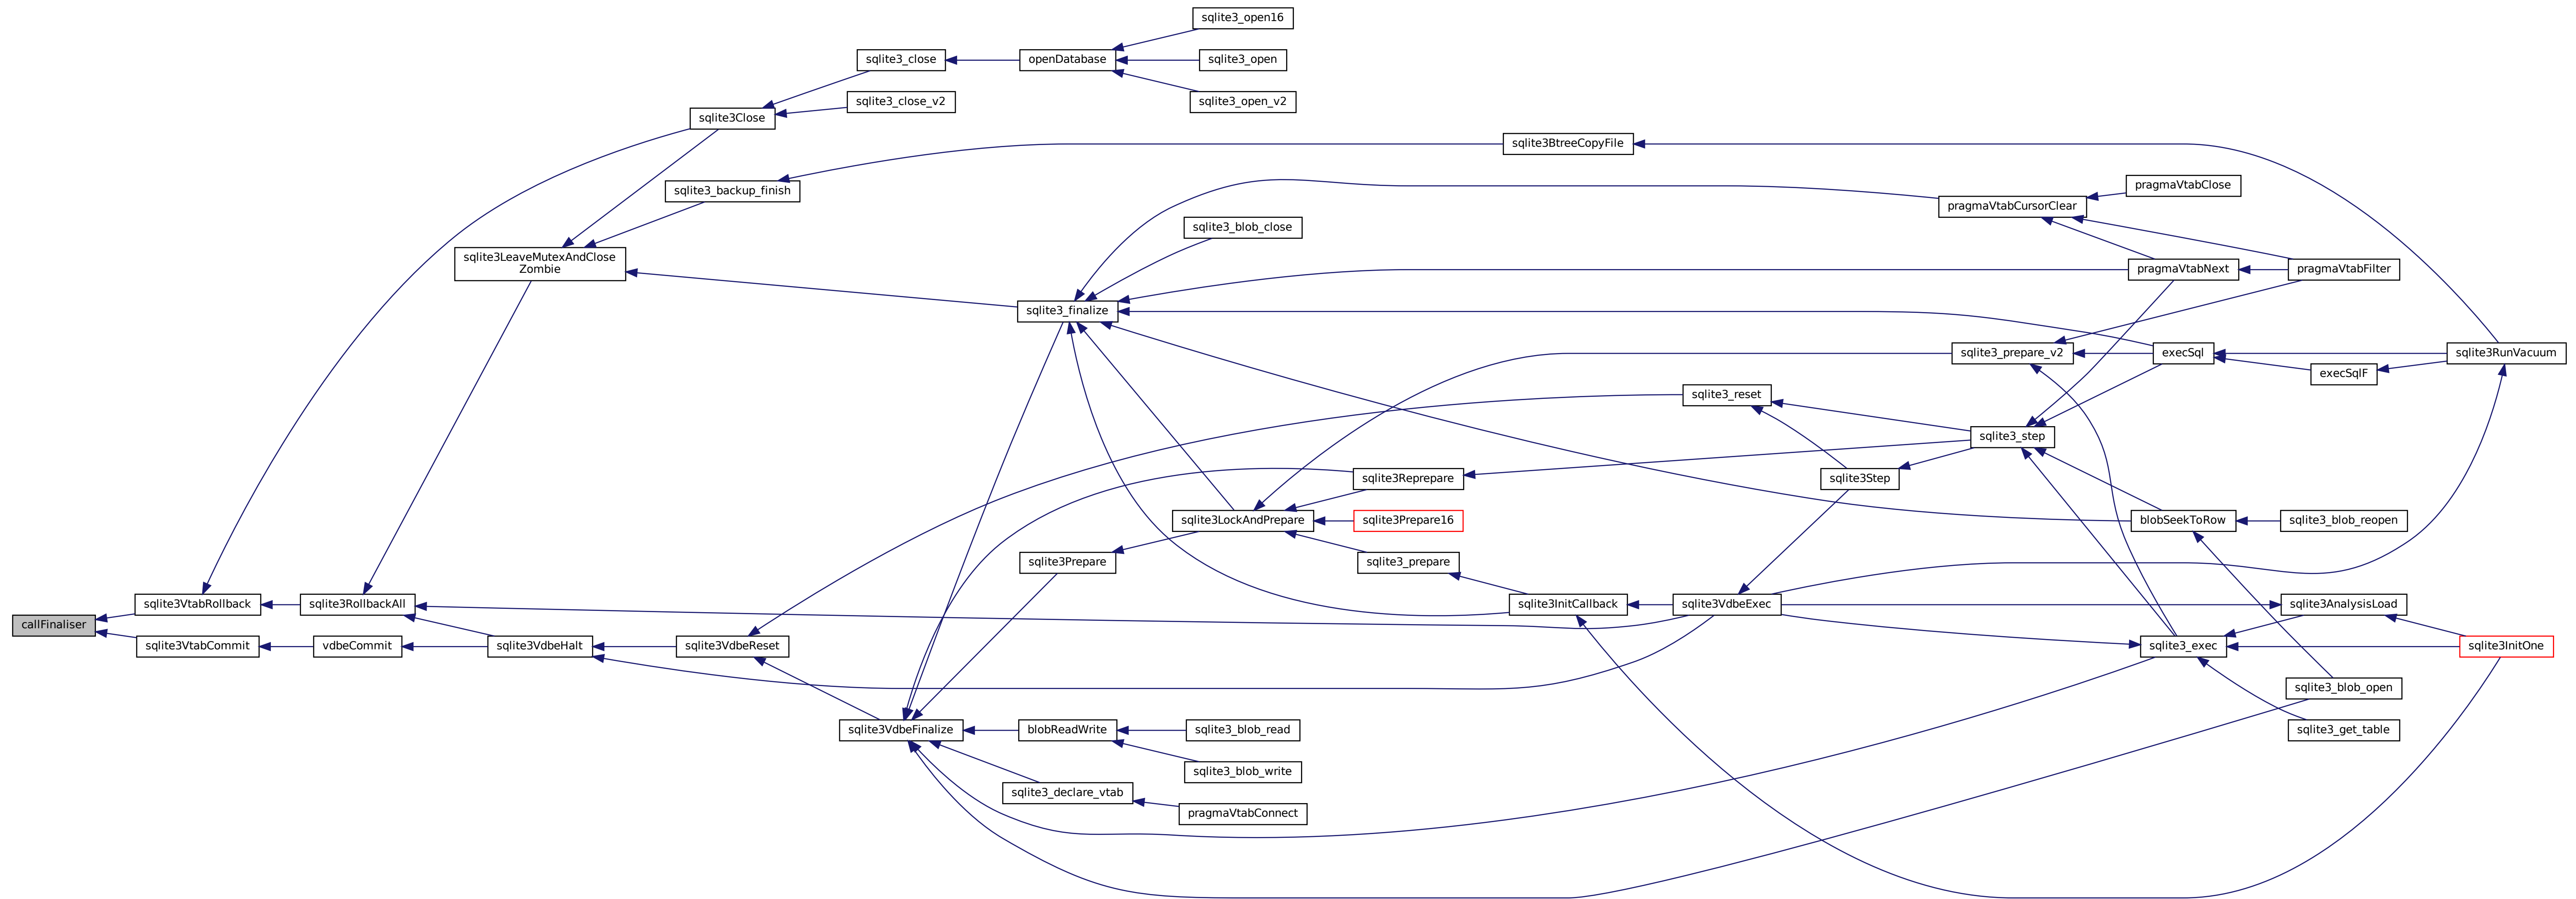 sqlite3_open16
sqlite3_close
openDatabase
sqlite3_open
sqlite3_close_v2
sqlite3_open_v2
sqlite3Close
sqlite3BtreeCopyFile
sqlite3_backup_finish
pragmaVtabClose
pragmaVtabCursorClear
sqlite3_blob_close
sqlite3LeaveMutexAndClose
Zombie
pragmaVtabNext
pragmaVtabFilter
sqlite3_finalize
sqlite3_prepare_v2
execSql
sqlite3RunVacuum
execSqlF
sqlite3_reset
sqlite3_step
sqlite3Reprepare
sqlite3Step
sqlite3LockAndPrepare
sqlite3Prepare16
blobSeekToRow
sqlite3_blob_reopen
sqlite3Prepare
sqlite3_prepare
sqlite3VtabRollback
sqlite3RollbackAll
sqlite3InitCallback
sqlite3VdbeExec
sqlite3AnalysisLoad
callFinaliser
sqlite3VtabCommit
vdbeCommit
sqlite3VdbeHalt
sqlite3VdbeReset
sqlite3_exec
sqlite3InitOne
sqlite3_blob_open
sqlite3VdbeFinalize
blobReadWrite
sqlite3_blob_read
sqlite3_get_table
sqlite3_blob_write
sqlite3_declare_vtab
pragmaVtabConnect